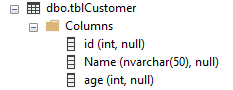 dbo.tblCustomer
Columns
id (int, null)
Name (nvarchar(50), null)
age (int, null)